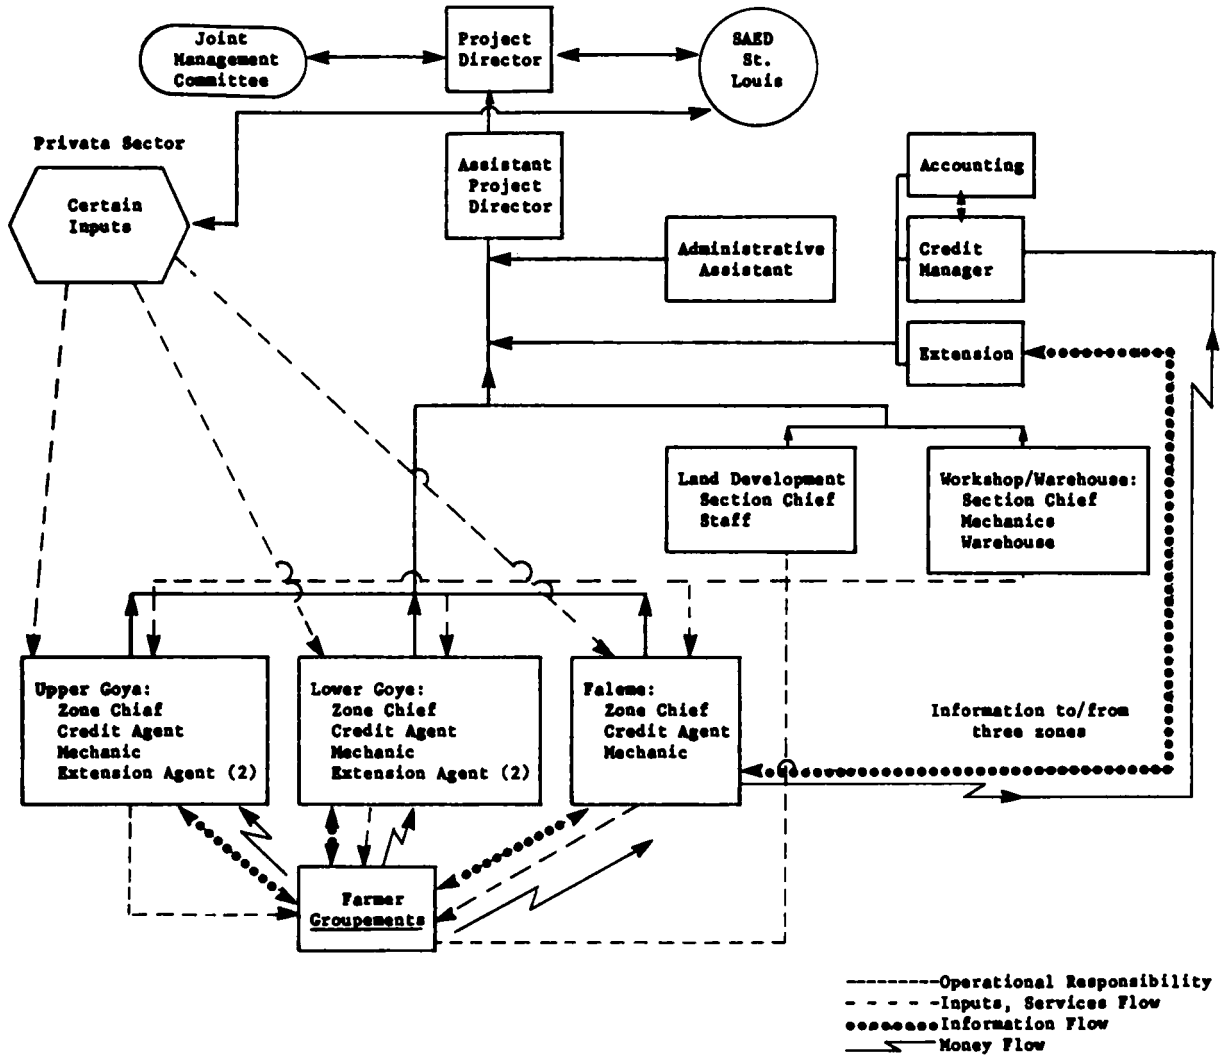 Joint
Management
Committee
Project
Director
SAED
St.
Louis
Privata Sector
Certain
Inputs
Assistant
Project
Director
Administrative
Assistant
Accounting
Credit
Manager
Extension
Land Development
Section Chief
Staff
Workshop/Warehouse:
Section Chief
Mechanics
Warehouse
Upper Goya:
Zone Chiaf
Credit Agent
Mechanic
Extension Agent (2)
Lower Goye:
Zone Chief
Credit Agent
Mechanic
Extension Agent (2)
Faleme:
Zone Chief
Credit Agent
Mechanic
Information to/from
three zones
Farmer
Groupements
Operational Responsibility
Inputs, Services Flow
Information Flow
Money Flow